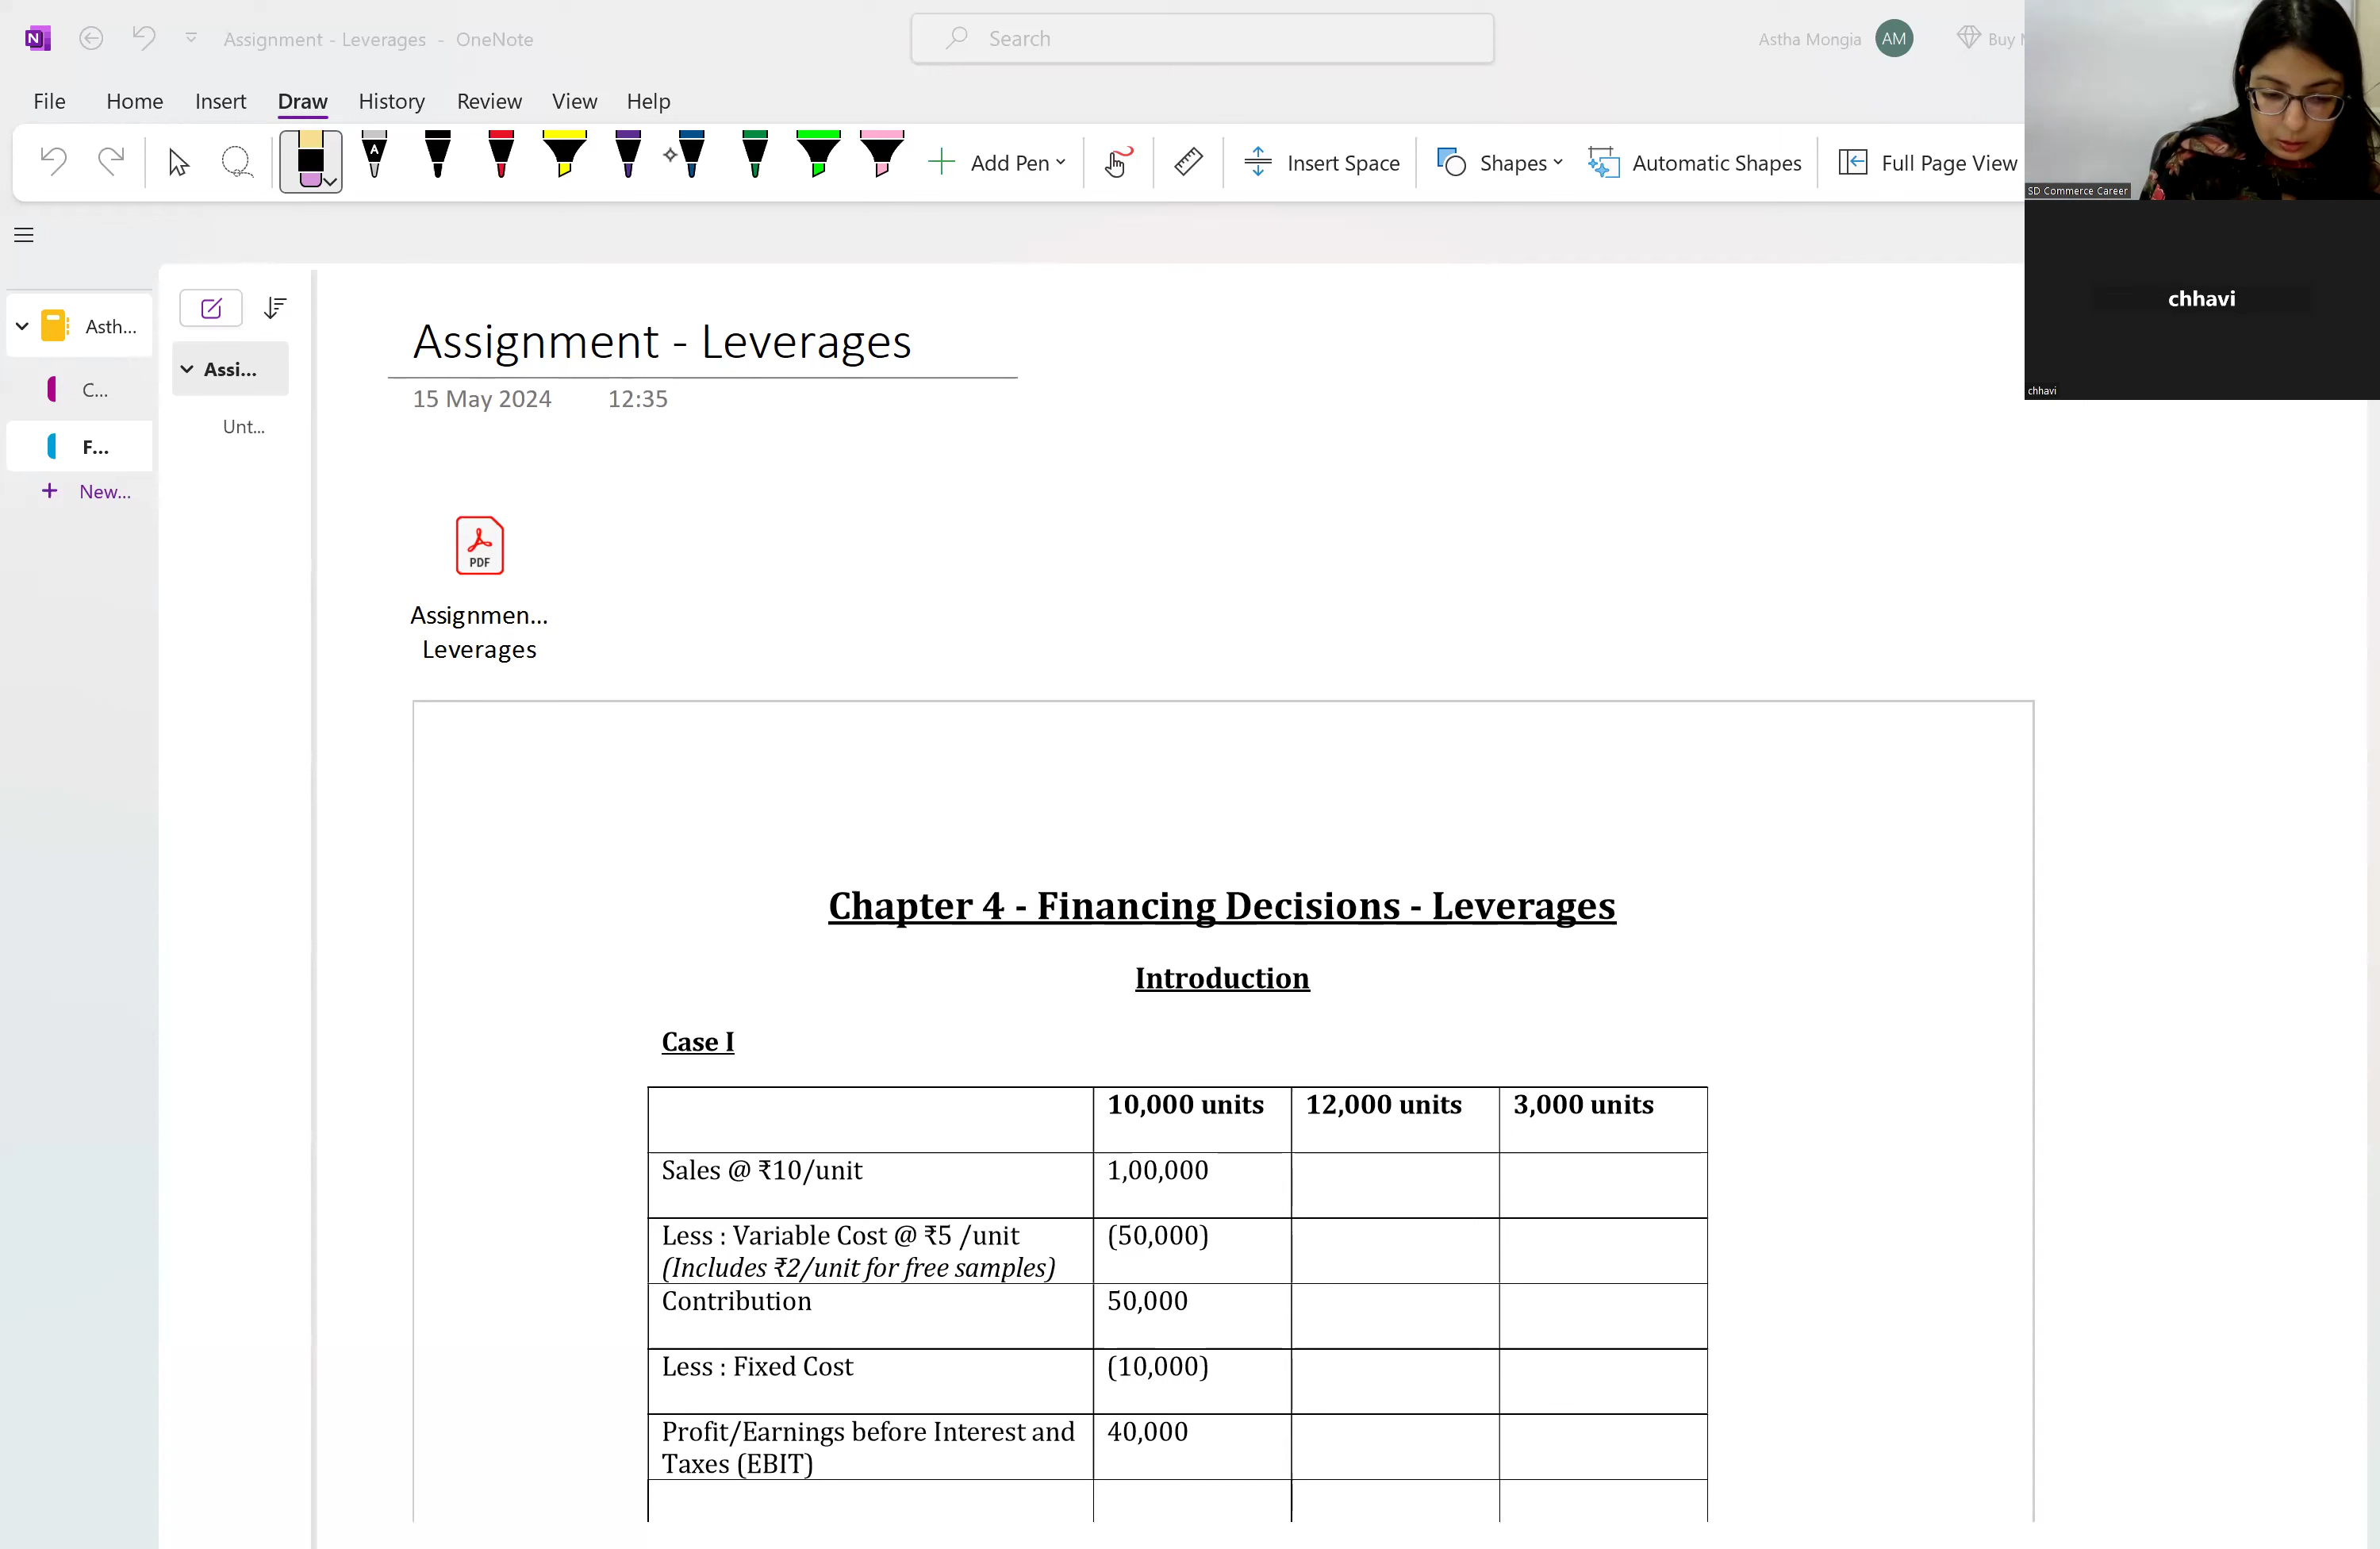 Assignment - Leverages - OneNote
Search
Astha Mongia AM
Buy
File Home Insert Draw History Review View Help
A
Add Pen
Insert Space
Shapes
Automatic Shapes
Full Page View
SD Commerce Career
chhavi
chhavi
Asth...
C...
F...
New...
Assi...
Unt...
Assignment - Leverages
15 May 2024 12:35
PDF
Assignmen...
Leverages
Chapter 4 - Financing Decisions - Leverages
Introduction
Case I
10,000 units 12,000 units 3,000 units
Sales @ ₹10/unit 1,00,000
Less : Variable Cost @ ₹5 /unit (50,000)
(Includes ₹2/unit for free samples)
Contribution 50,000
Less : Fixed Cost (10,000)
Profit/Earnings before Interest and 40,000
Taxes (EBIT)